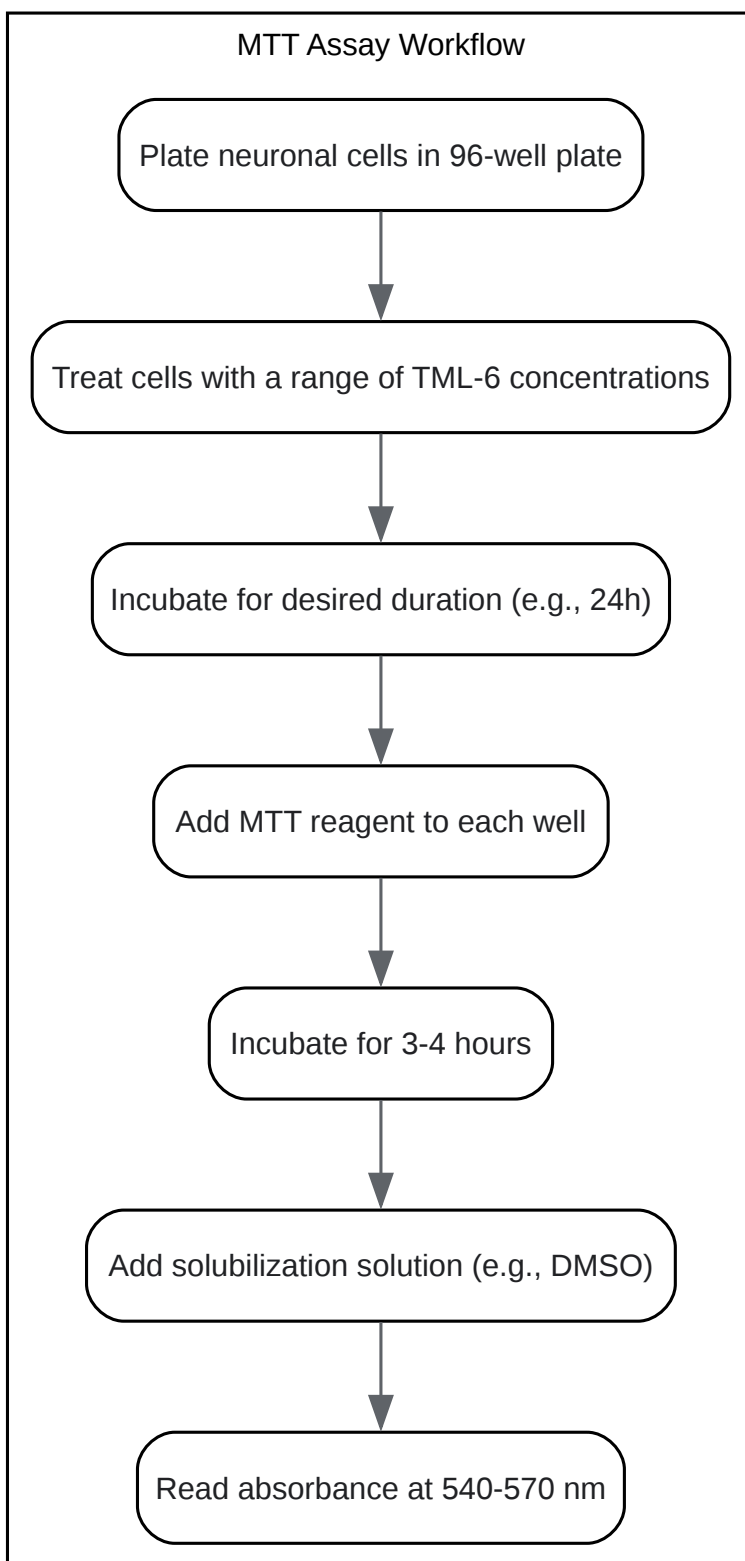 MTT Assay Workflow
Plate neuronal cells in 96-well plate
Treat cells with a range of TML-6 concentrations
Incubate for desired duration (e.g., 24h)
Add MTT reagent to each well
Incubate for 3-4 hours
Add solubilization solution (e.g., DMSO)
Read absorbance at 540-570 nm